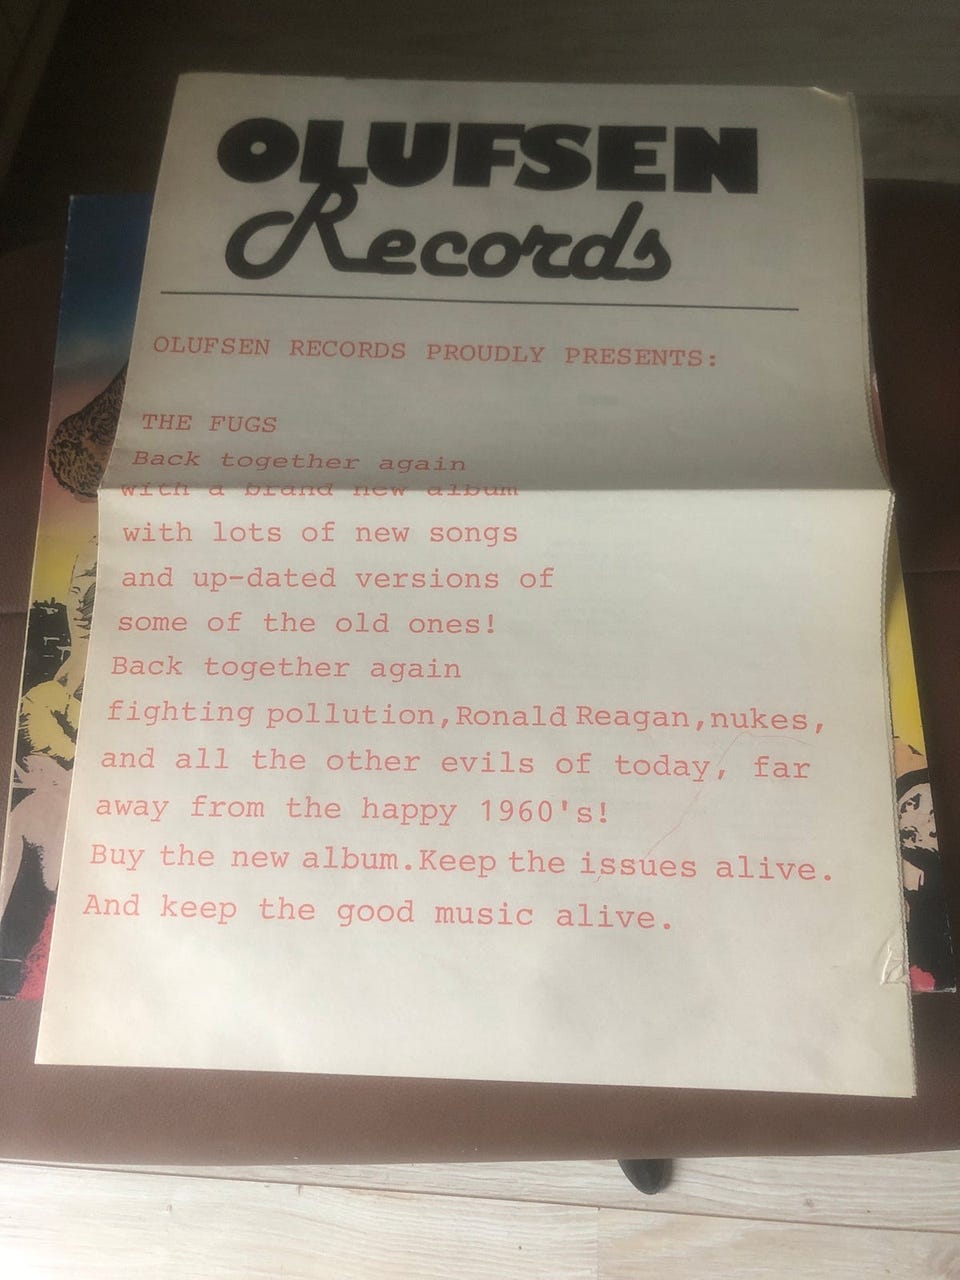 OLUFSEN
Records
OLUFSEN RECORDS PROUDLY PRESENTS:
THE FUGS
Back together again
with a brand new album
with lots of new songs
and up-dated versions of
some of the old ones!
Back together again
fighting pollution,Ronald Reagan,nukes,
and all the other evils of today, far
away from the happy 1960's!
Buy the new album.Keep the issues alive.
And keep the good music alive.